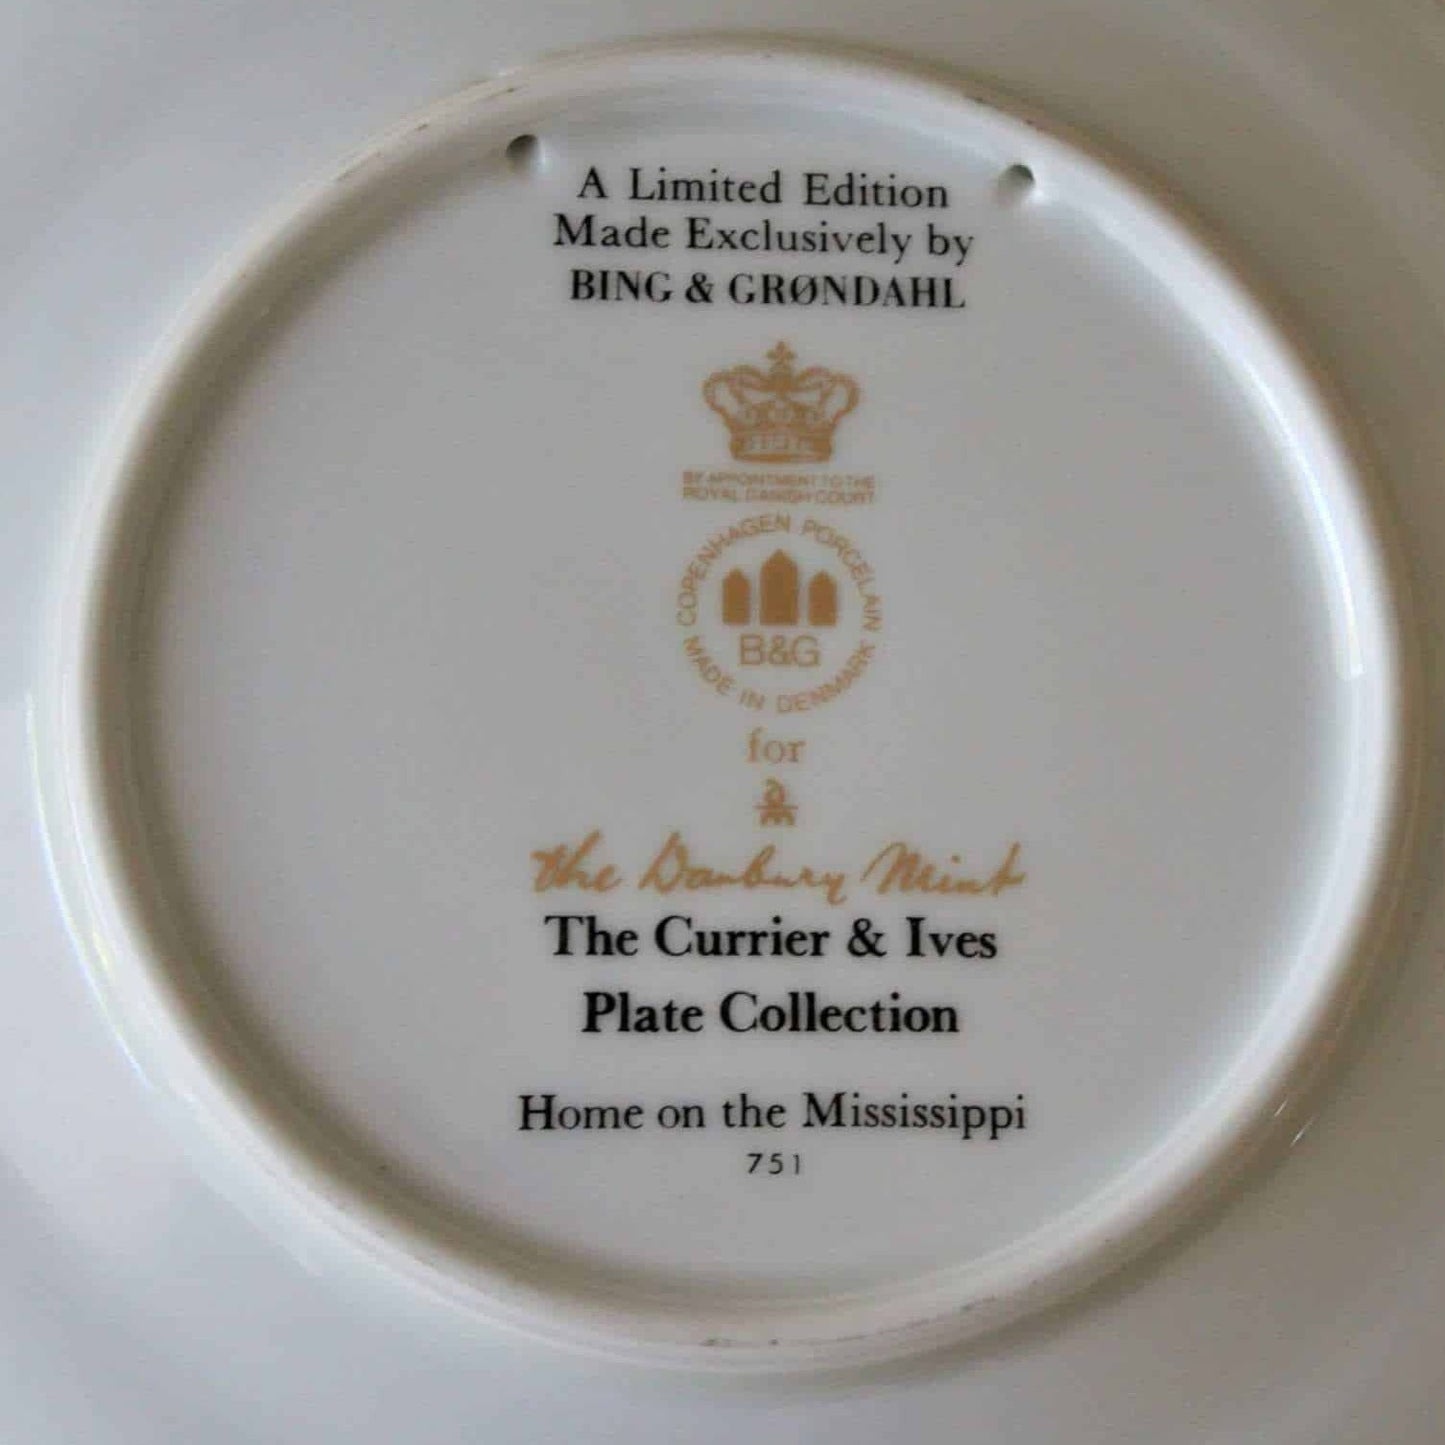 A Limited Edition
Made Exclusively by
BING & GRØNDAHL
BY APPOINTMENT TO THE
ROYAL DANISH COURT
COPENHAGEN PORCELAIN
B&G
MADE IN DENMARK
for
the Danbury Mint
The Currier & Ives
Plate Collection
Home on the Mississippi
751